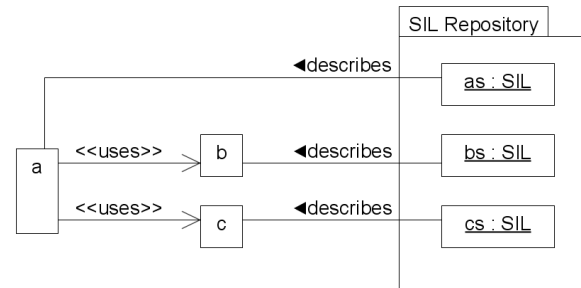 SIL Repository
◄describes
as : SIL
a
<<uses>>
b
◄describes
bs : SIL
<<uses>>
c
◄describes
cs : SIL